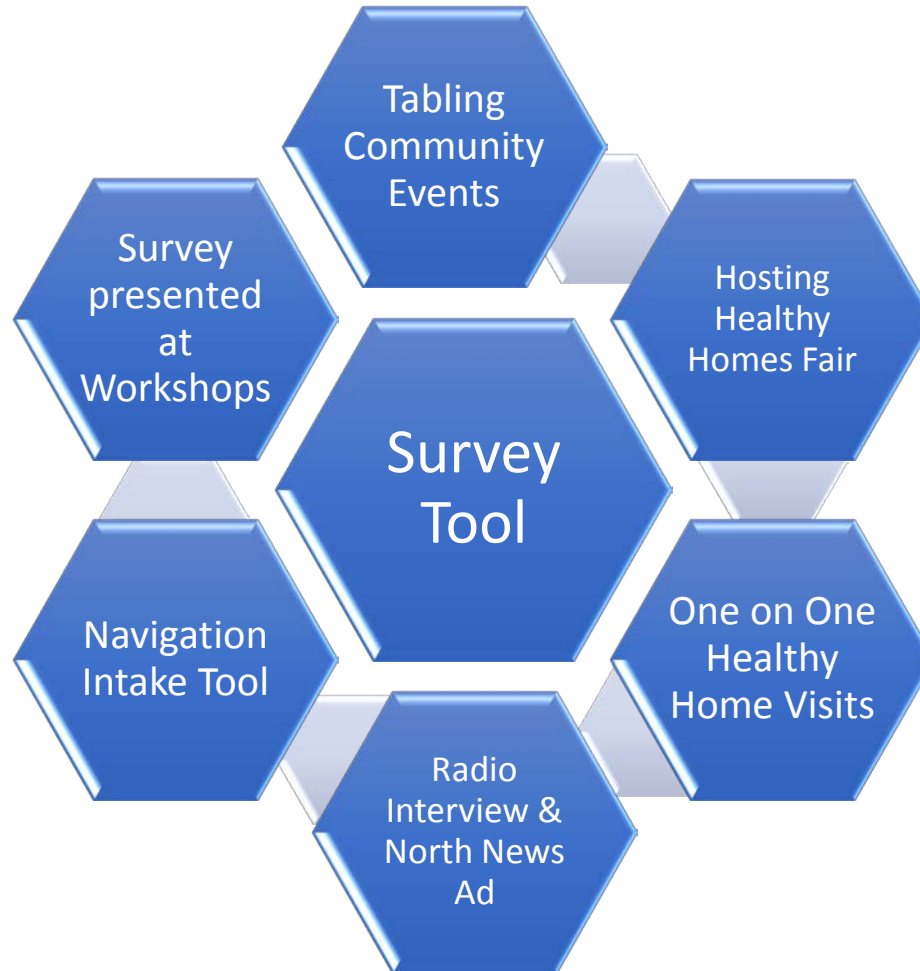 Tabling
Community
Events
Survey
presented
at
Workshops
Hosting
Healthy
Homes Fair
Survey
Tool
Navigation
Intake Tool
One on One
Healthy
Home Visits
Radio
Interview &
North News
Ad